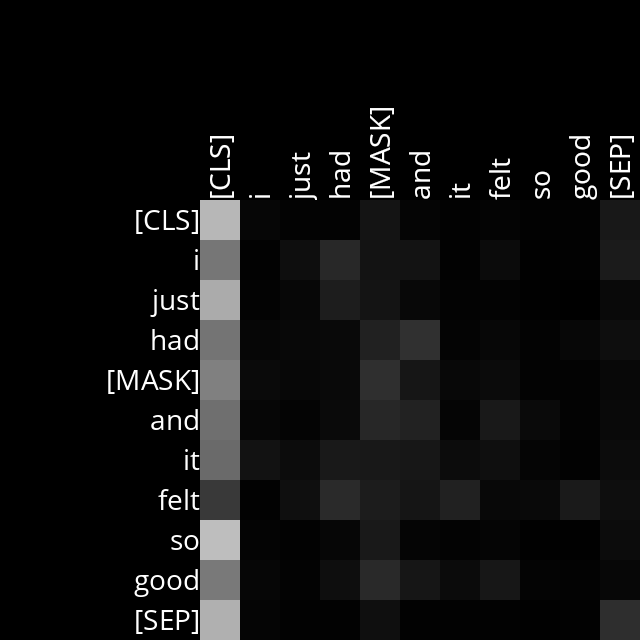 [CLS] i just had [MASK] and it felt so good [SEP]
[CLS]
i
just
had
[MASK]
and
it
felt
so
good
[SEP]